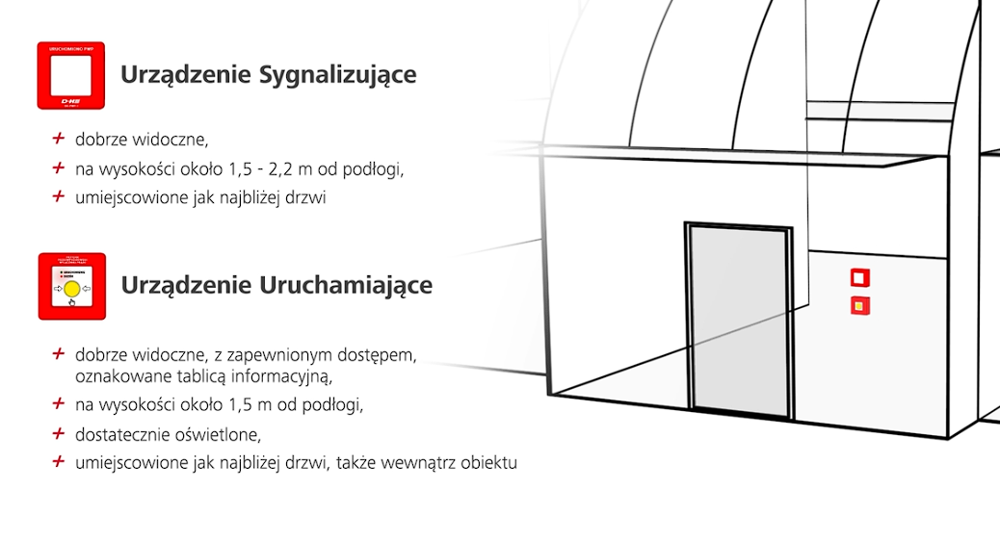 URUCHOMIONO PWP
D+H
Urządzenie Sygnalizujące
+ dobrze widoczne,
+ na wysokości około 1,5 - 2,2 m od podłogi,
+ umiejscowione jak najbliżej drzwi
URUCHOMIONO
Urządzenie Uruchamiające
+ dobrze widoczne, z zapewnionym dostępem,
oznakowane tablicą informacyjną,
+ na wysokości około 1,5 m od podłogi,
+ dostatecznie oświetlone,
+ umiejscowione jak najbliżej drzwi, także wewnątrz obiektu